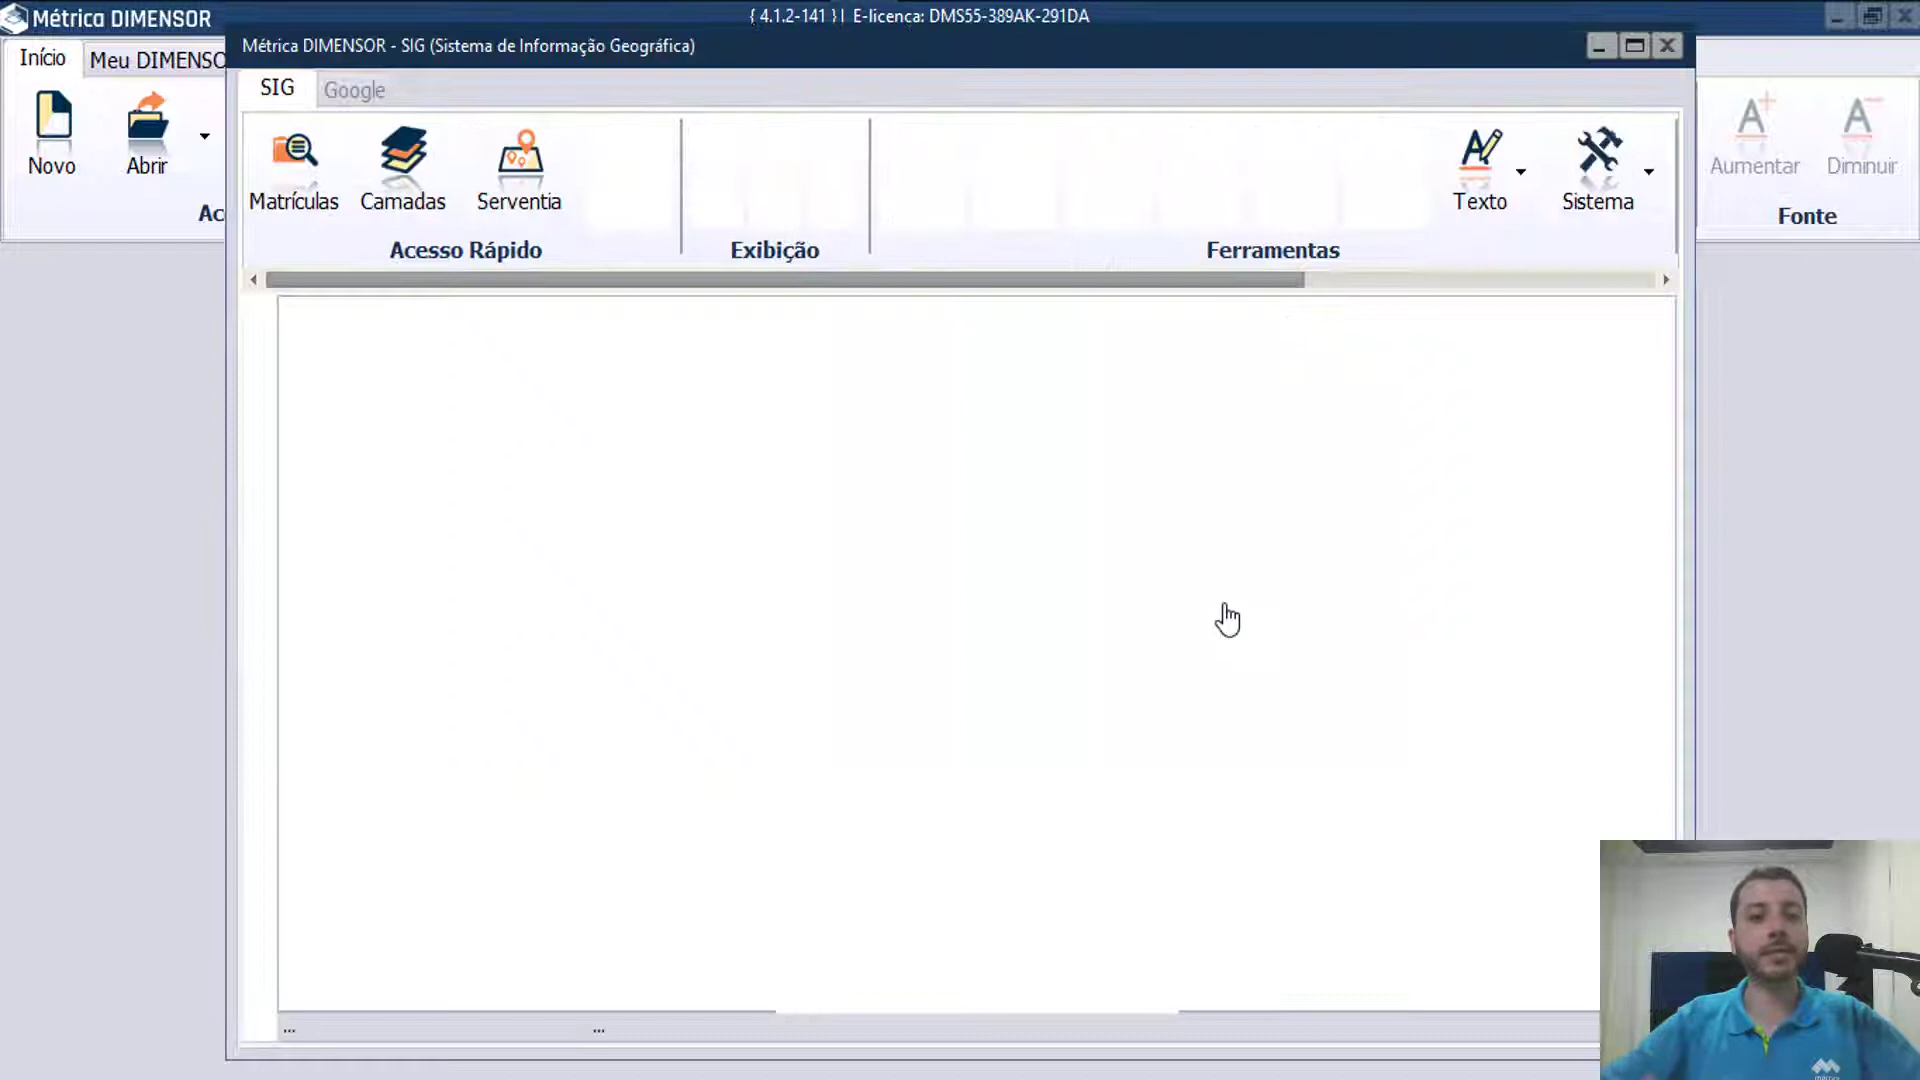 Métrica DIMENSOR
{ 4.1.2-141 } | E-licenca: DMS55-389AK-291DA
Métrica DIMENSOR - SIG (Sistema de Informação Geográfica)
Início
Meu DIMENSO
SIG
Google
Novo
Abrir
Matrículas
Camadas
Serventia
Texto
Sistema
Aumentar
Diminuir
Ac
Acesso Rápido
Exibição
Ferramentas
Fonte
...
...